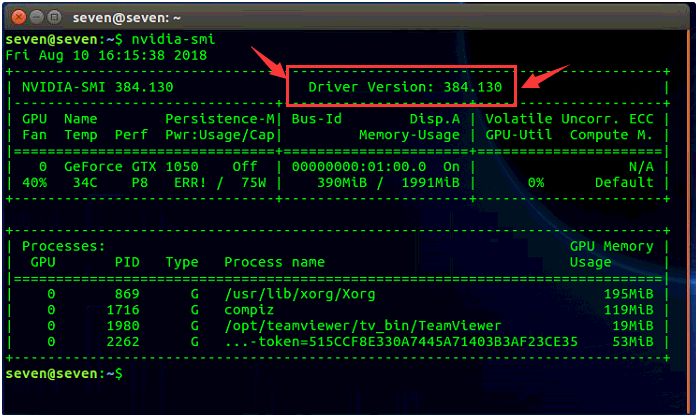 seven@seven: ~
seven@seven:~$ nvidia-smi
Fri Aug 10 16:15:38 2018
+-----------------------------------------------------------------------------+
| NVIDIA-SMI 384.130                Driver Version: 384.130                   |
|-------------------------------+----------------------+----------------------+
| GPU  Name        Persistence-M| Bus-Id        Disp.A | Volatile Uncorr. ECC |
| Fan  Temp  Perf  Pwr:Usage/Cap|         Memory-Usage | GPU-Util  Compute M. |
|===============================+======================+======================|
|   0  GeForce GTX 1050    Off  | 00000000:01:00.0  On |                  N/A |
| 40%   34C    P8    ERR! /  75W |    390MiB /  1991MiB |      0%      Default |
+-------------------------------+----------------------+----------------------+
+-----------------------------------------------------------------------------+
| Processes:                                                       GPU Memory |
|  GPU       PID   Type   Process name                             Usage      |
|=============================================================================|
|    0       869      G   /usr/lib/xorg/Xorg                           195MiB |
|    0      1716      G   compiz                                       119MiB |
|    0      1980      G   /opt/teamviewer/tv_bin/TeamViewer             19MiB |
|    0      2262      G   ...-token=515CCF8E330A7445A71403B3AF23CE35    53MiB |
+-----------------------------------------------------------------------------+
seven@seven:~$